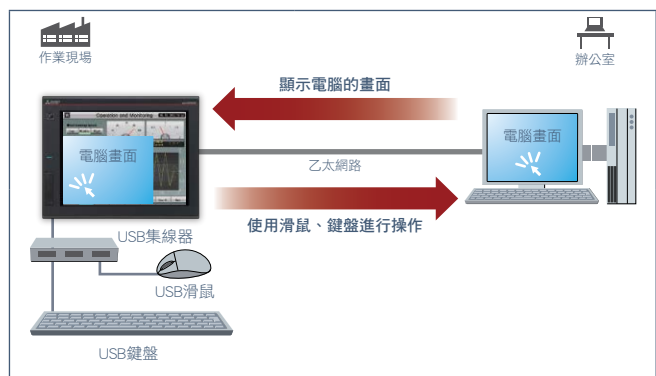 作業現場
辦公室
顯示電腦的畫面
Operation and Monitoring
電腦畫面
電腦畫面
乙太網路
使用滑鼠、鍵盤進行操作
USB集線器
USB滑鼠
USB鍵盤